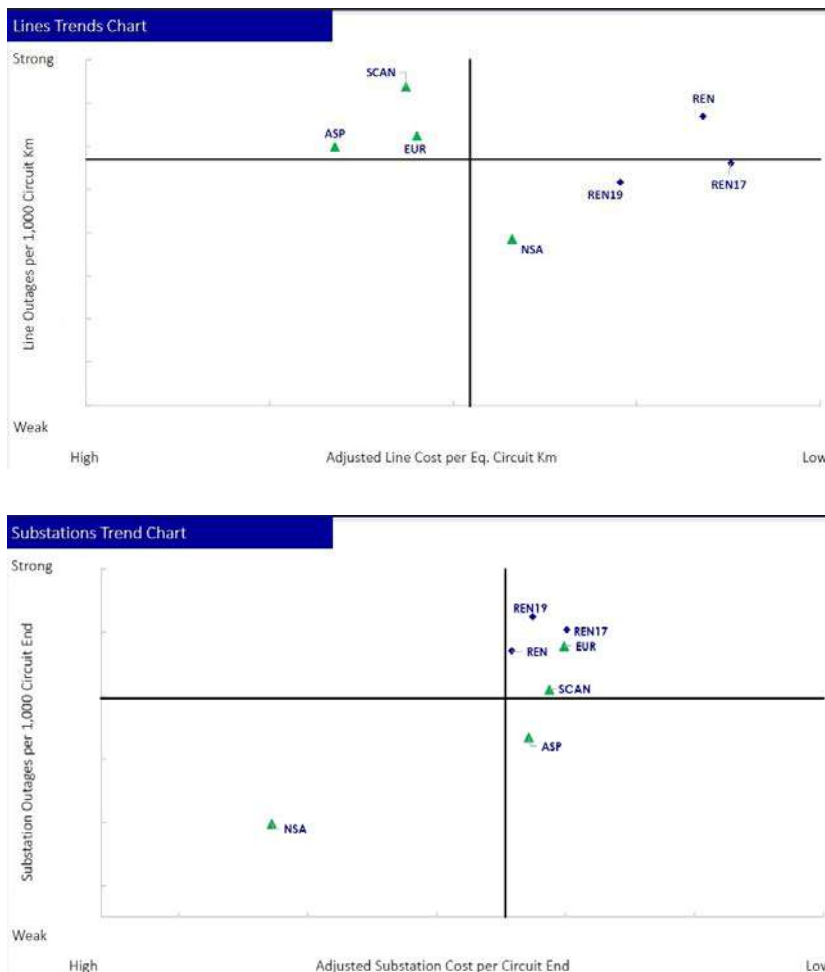 Lines Trends Chart
Strong
SCAN
REN
ASP
EUR
REN17
REN19
NSA
Line Outages per 1,000 Circuit Km
Weak
High
Adjusted Line Cost per Eq. Circuit Km
Low
Substations Trend Chart
Strong
REN19
REN17
EUR
REN
SCAN
ASP
NSA
Substation Outages per 1,000 Circuit End
Weak
High
Adjusted Substation Cost per Circuit End
Low